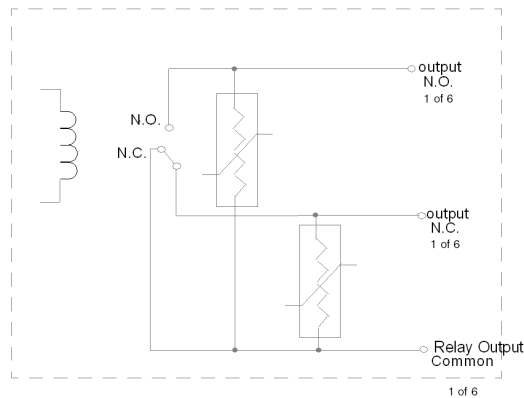 output
N.O.
1 of 6
N.O.
N.C.
output
N.C.
1 of 6
Relay Output
Common
1 of 6